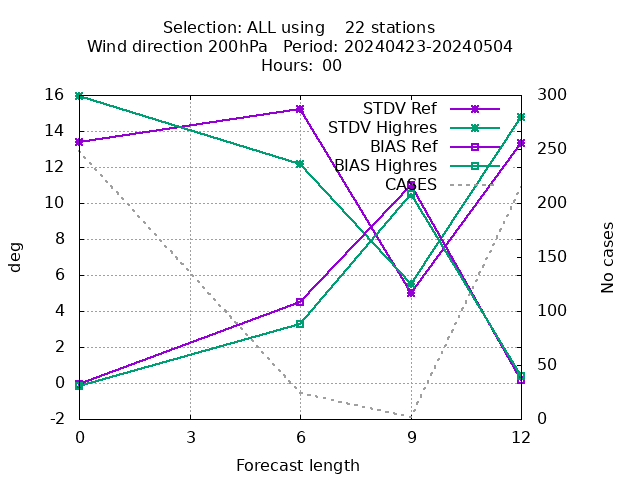 Selection: ALL using    22 stations
Wind direction 200hPa   Period: 20240423-20240504
Hours: 00
STDV Ref
STDV Highres
BIAS Ref
BIAS Highres
CASES
16
14
12
10
8
6
4
2
0
-2
300
250
200
150
100
50
0
deg
No cases
0 3 6 9 12
Forecast length